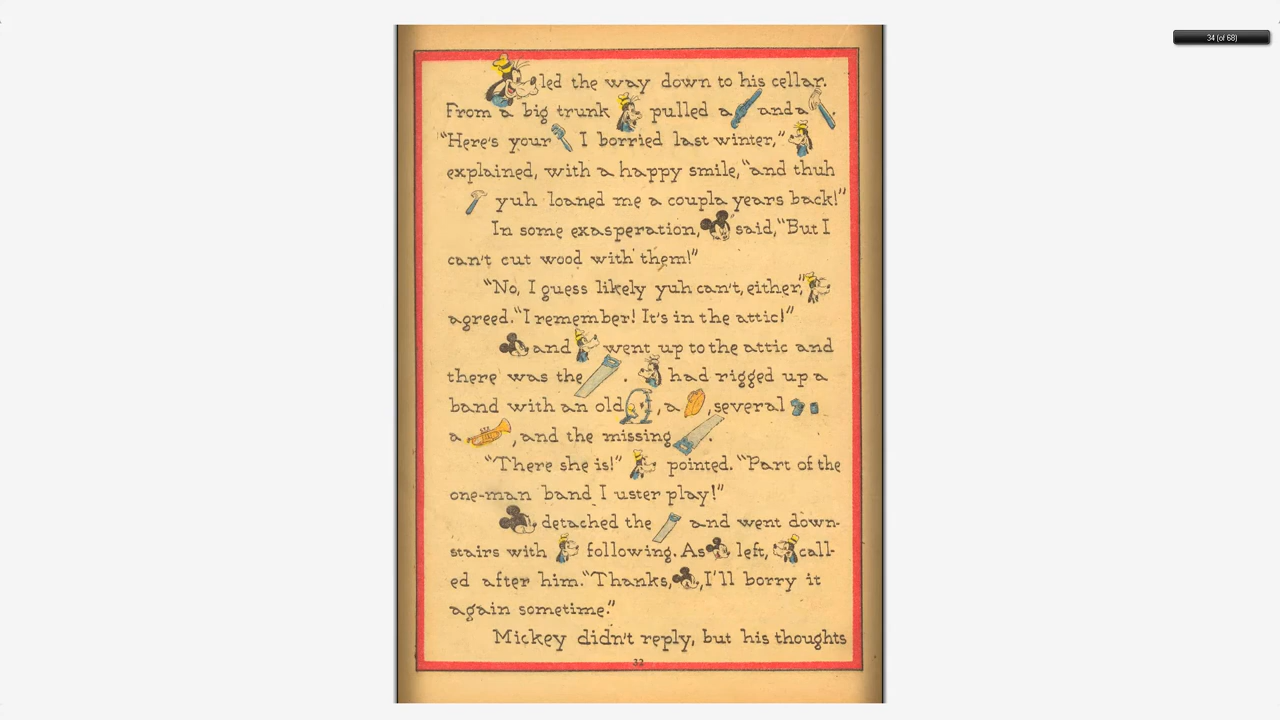 34 (of 68)
led the way down to his cellar.
From a big trunk pulled a and a .
"Here's your I borried last winter,"
explained, with a happy smile, "and thuh
yuh loaned me a coupla years back!"
In some exasperation, said, "But I
can't cut wood with them!"
"No, I guess likely yuh can't, either,"
agreed. "I remember! It's in the attic!"
and went up to the attic and
there was the . had rigged up a
band with an old , a , several ,
a , and the missing .
"There she is!" pointed. "Part of the
one-man band I uster play!"
detached the and went down-
stairs with following. As left, call-
ed after him. "Thanks, , I'll borry it
again sometime."
Mickey didn't reply, but his thoughts
32